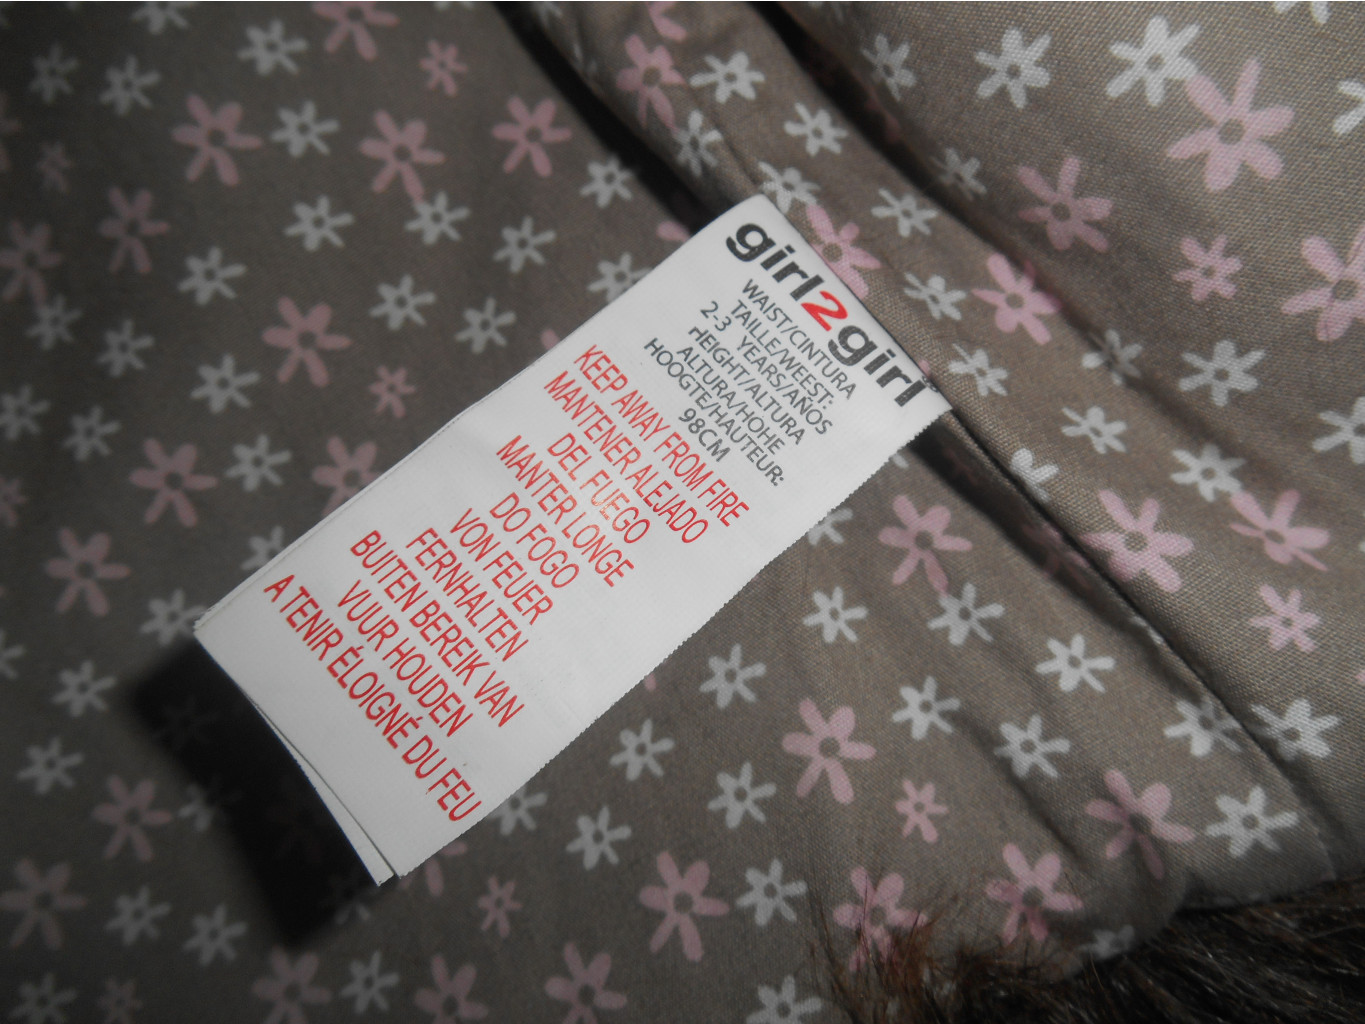 girl2girl
WAIST/CINTURA
TAILLE/WEEST:
2-3 YEARS/AÑOS
HEIGHT/ALTURA
ALTURA/HOHE
HOOGTE/HAUTEUR:
98CM
KEEP AWAY FROM FIRE
MANTENER ALEJADO
DEL FUEGO
MANTER LONGE
DO FOGO
VON FEUER
FERNHALTEN
BUITEN BEREIK VAN
VUUR HOUDEN
A TENIR ÉLOIGNÉ DU FEU